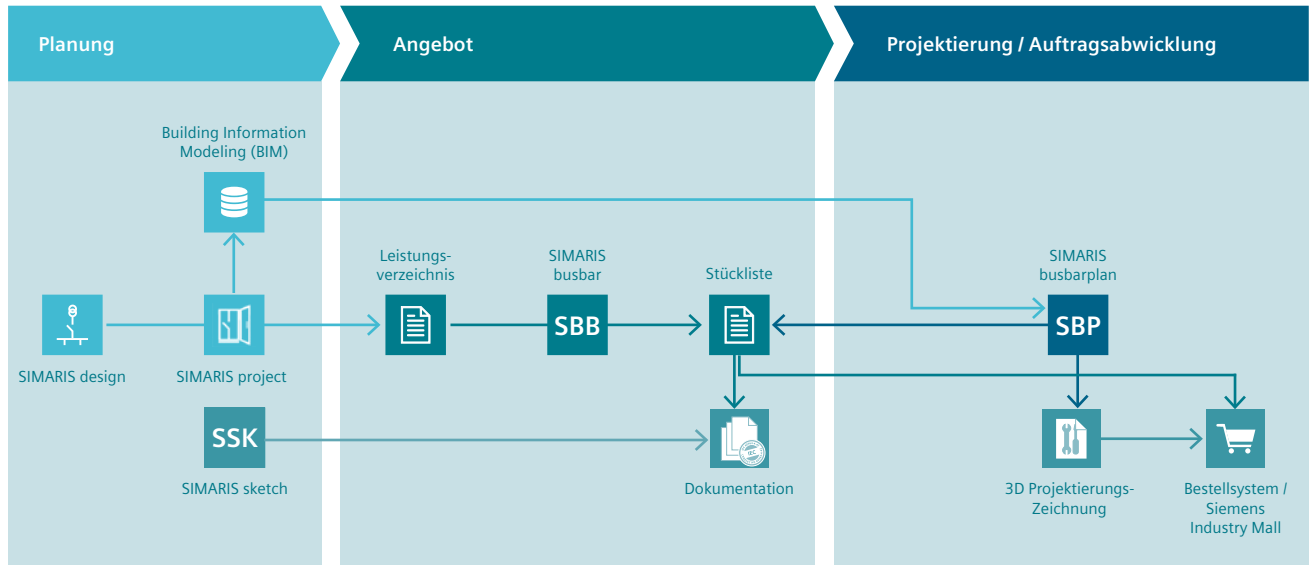 Planung
Angebot
Projektierung / Auftragsabwicklung
Building Information
Modeling (BIM)
Leistungs-
verzeichnis
SIMARIS
busbar
Stückliste
SIMARIS
busbarplan
SBB
SBP
SIMARIS design
SIMARIS project
SSK
IEC
SIMARIS sketch
Dokumentation
3D Projektierungs-
Zeichnung
Bestellsystem /
Siemens
Industry Mall